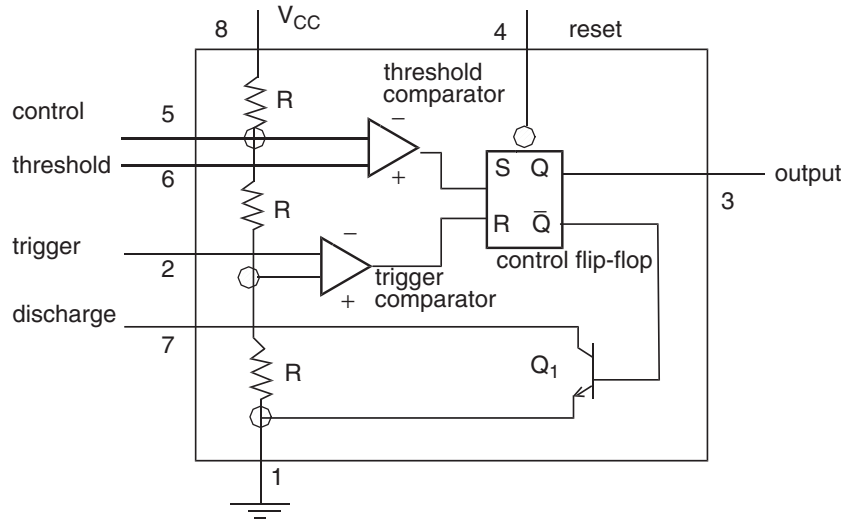 8
V_CC
4
reset
threshold
comparator
R
control
5
−
threshold
6
+
S Q
output
3
R
R Q̄
trigger
2
−
control flip-flop
trigger
comparator
+
discharge
7
R
Q₁
1